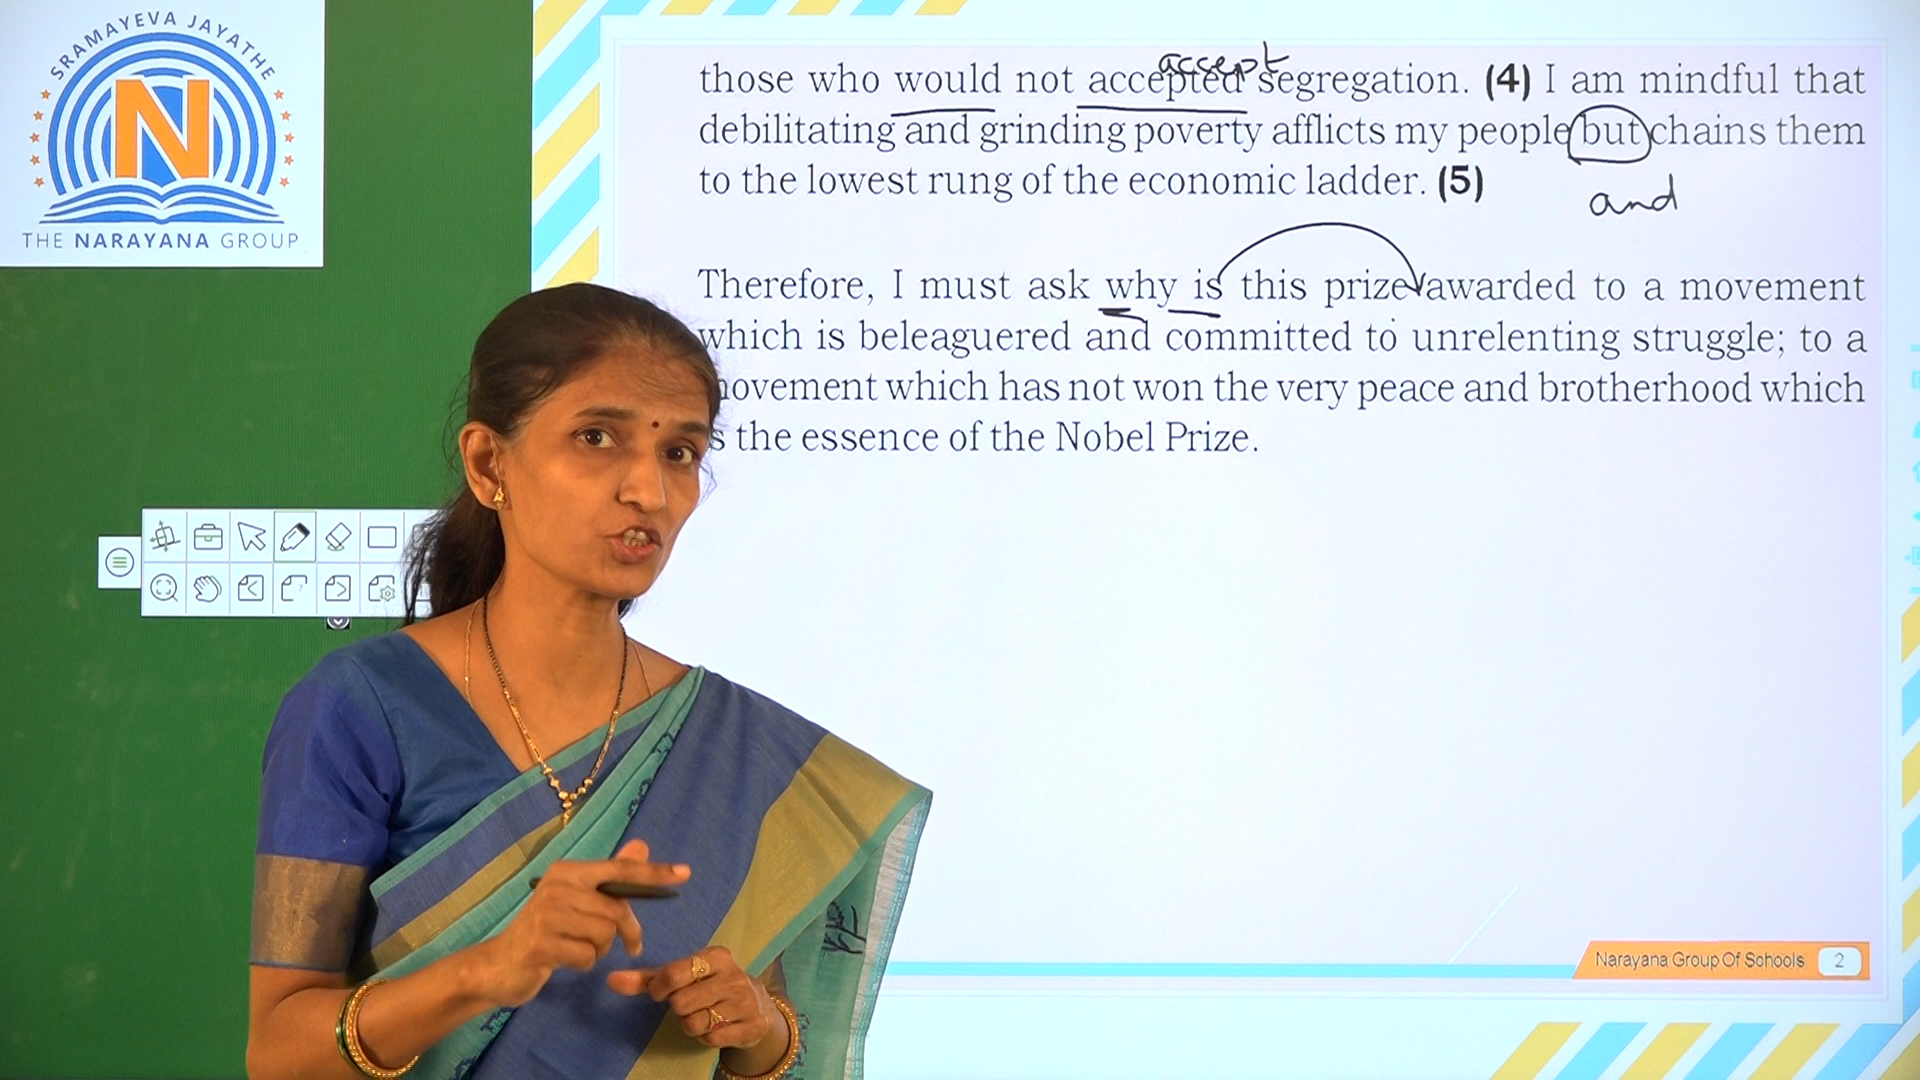 SRAMAYEVA JAYATHE
N
THE NARAYANA GROUP
accept
those who would not accepted segregation. (4) I am mindful that
debilitating and grinding poverty afflicts my people but chains them
to the lowest rung of the economic ladder. (5)
and
Therefore, I must ask why is this prize awarded to a movement
which is beleaguered and committed to unrelenting struggle; to a
movement which has not won the very peace and brotherhood which
s the essence of the Nobel Prize.
Narayana Group Of Schools 2